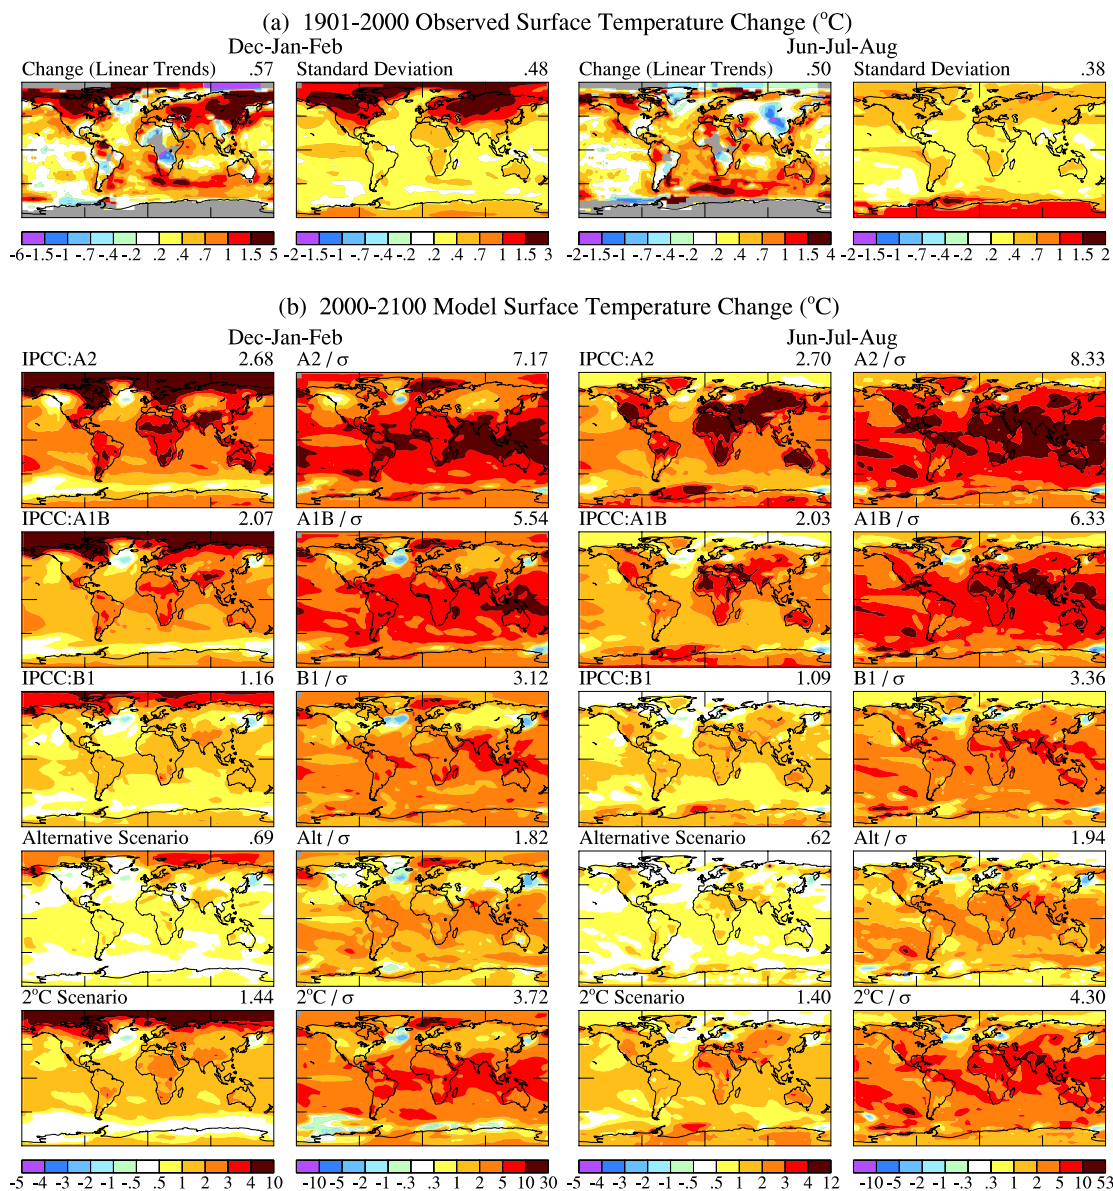 (a) 1901-2000 Observed Surface Temperature Change (°C)
Dec-Jan-Feb Jun-Jul-Aug
Change (Linear Trends) .57 Standard Deviation .48 Change (Linear Trends) .50 Standard Deviation .38
-6 -1.5 -1 -.7 -.4 -.2 .2 .4 .7 1 1.5 5 -2 -1.5 -1 -.7 -.4 -.2 .2 .4 .7 1 1.5 3 -2 -1.5 -1 -.7 -.4 -.2 .2 .4 .7 1 1.5 4 -2 -1.5 -1 -.7 -.4 -.2 .2 .4 .7 1 1.5 2
(b) 2000-2100 Model Surface Temperature Change (°C)
Dec-Jan-Feb Jun-Jul-Aug
IPCC:A2 2.68 A2 / σ 7.17 IPCC:A2 2.70 A2 / σ 8.33
IPCC:A1B 2.07 A1B / σ 5.54 IPCC:A1B 2.03 A1B / σ 6.33
IPCC:B1 1.16 B1 / σ 3.12 IPCC:B1 1.09 B1 / σ 3.36
Alternative Scenario .69 Alt / σ 1.82 Alternative Scenario .62 Alt / σ 1.94
2°C Scenario 1.44 2°C / σ 3.72 2°C Scenario 1.40 2°C / σ 4.30
-5 -4 -3 -2 -1 -.5 .5 1 2 3 4 10 -10 -5 -2 -1 -.3 .3 1 2 5 10 30 -5 -4 -3 -2 -1 -.5 .5 1 2 3 4 12 -10 -5 -2 -1 -.3 .3 1 2 5 10 53